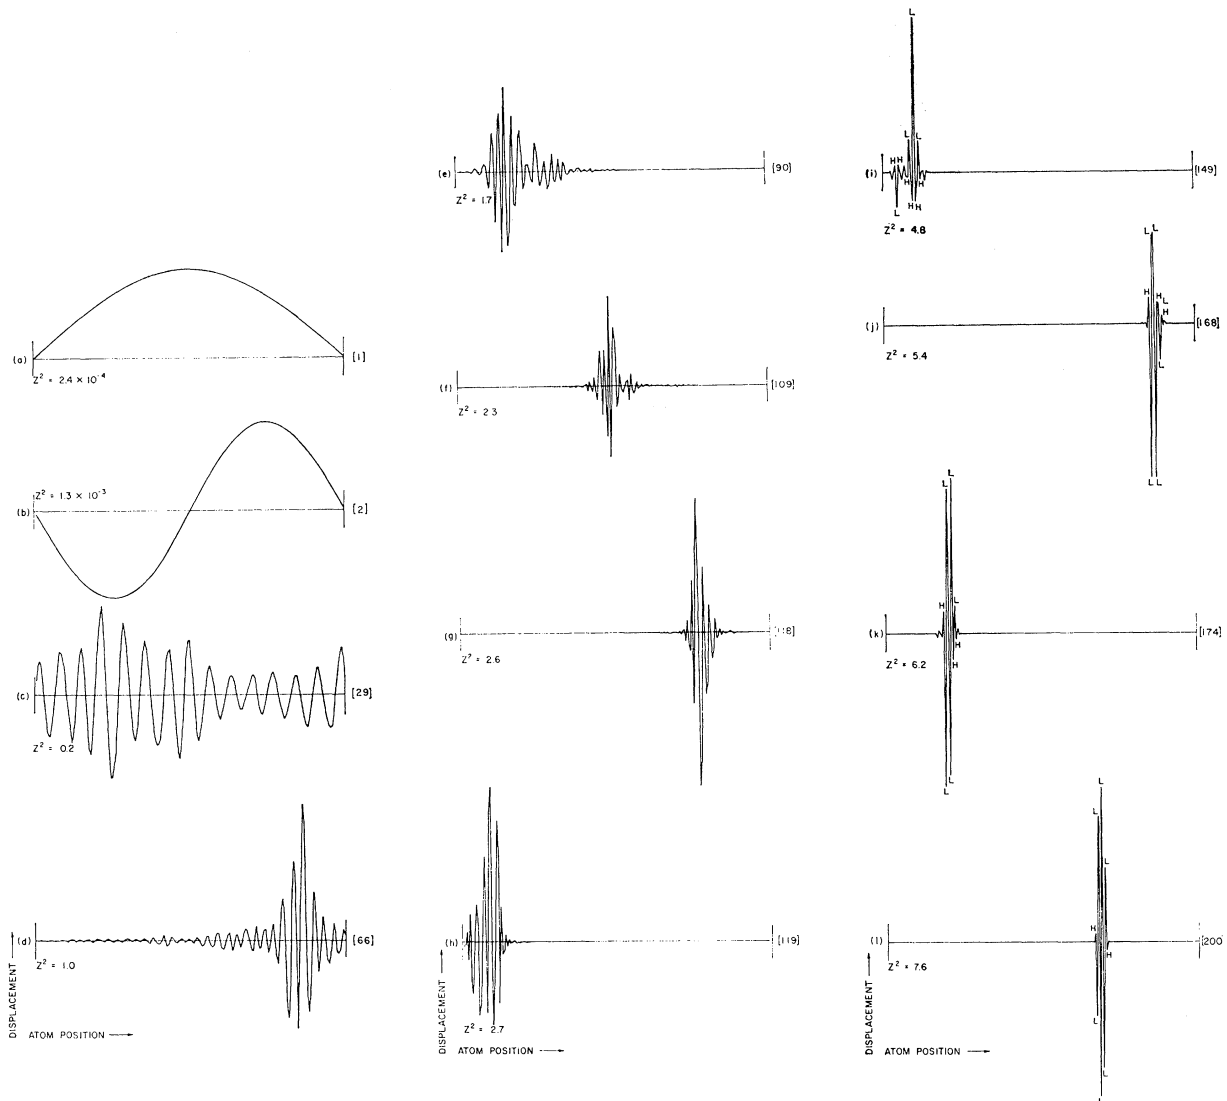 (a)
[1]
Z² = 2.4 × 10⁻⁴
(b)
Z² = 1.3 × 10⁻³
[2]
(c)
[29]
Z² = 0.2
(d)
[66]
Z² = 1.0
DISPLACEMENT
ATOM POSITION
(e)
[90]
Z² = 1.7
(f)
[109]
Z² = 2.3
(g)
[118]
Z² = 2.6
(h)
[119]
Z² = 2.7
DISPLACEMENT
ATOM POSITION
L
L L
H H
(i)
[149]
H H
L H H
Z² = 4.8
L L
H H L
H
(j)
[168]
L
Z² = 5.4
L L
L
L
H L
(k)
[174]
H
H
Z² = 6.2
L
L
L
L
L
H
(l)
[200
H
Z² = 7.6
L
L
L
DISPLACEMENT
ATOM POSITION